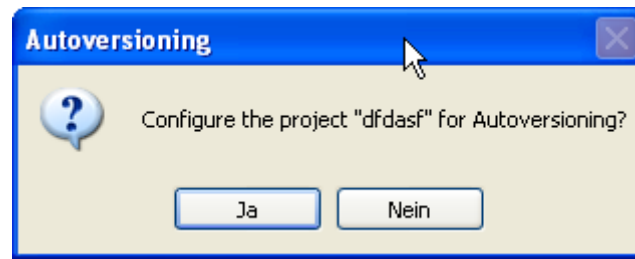 Autoversioning
Configure the project "dfdasf" for Autoversioning?
Ja
Nein